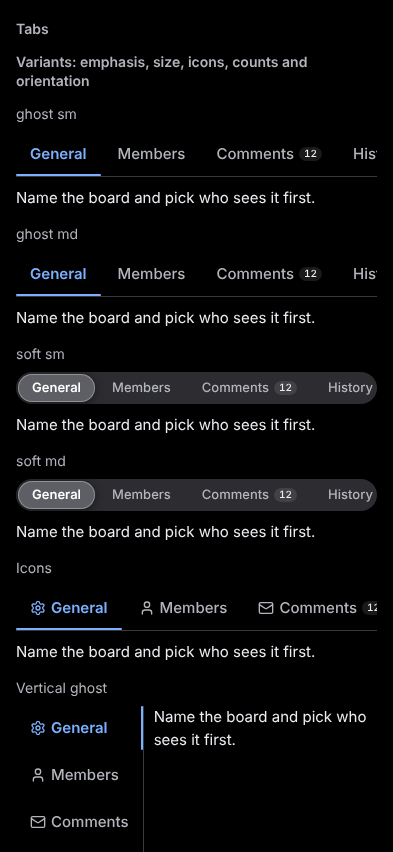 Tabs
Variants: emphasis, size, icons, counts and
orientation
ghost sm
General Members Comments 12 His
Name the board and pick who sees it first.
ghost md
General Members Comments 12 His
Name the board and pick who sees it first.
soft sm
General Members Comments 12 History
Name the board and pick who sees it first.
soft md
General Members Comments 12 History
Name the board and pick who sees it first.
Icons
General Members Comments 12
Name the board and pick who sees it first.
Vertical ghost
General
Name the board and pick who
sees it first.
Members
Comments